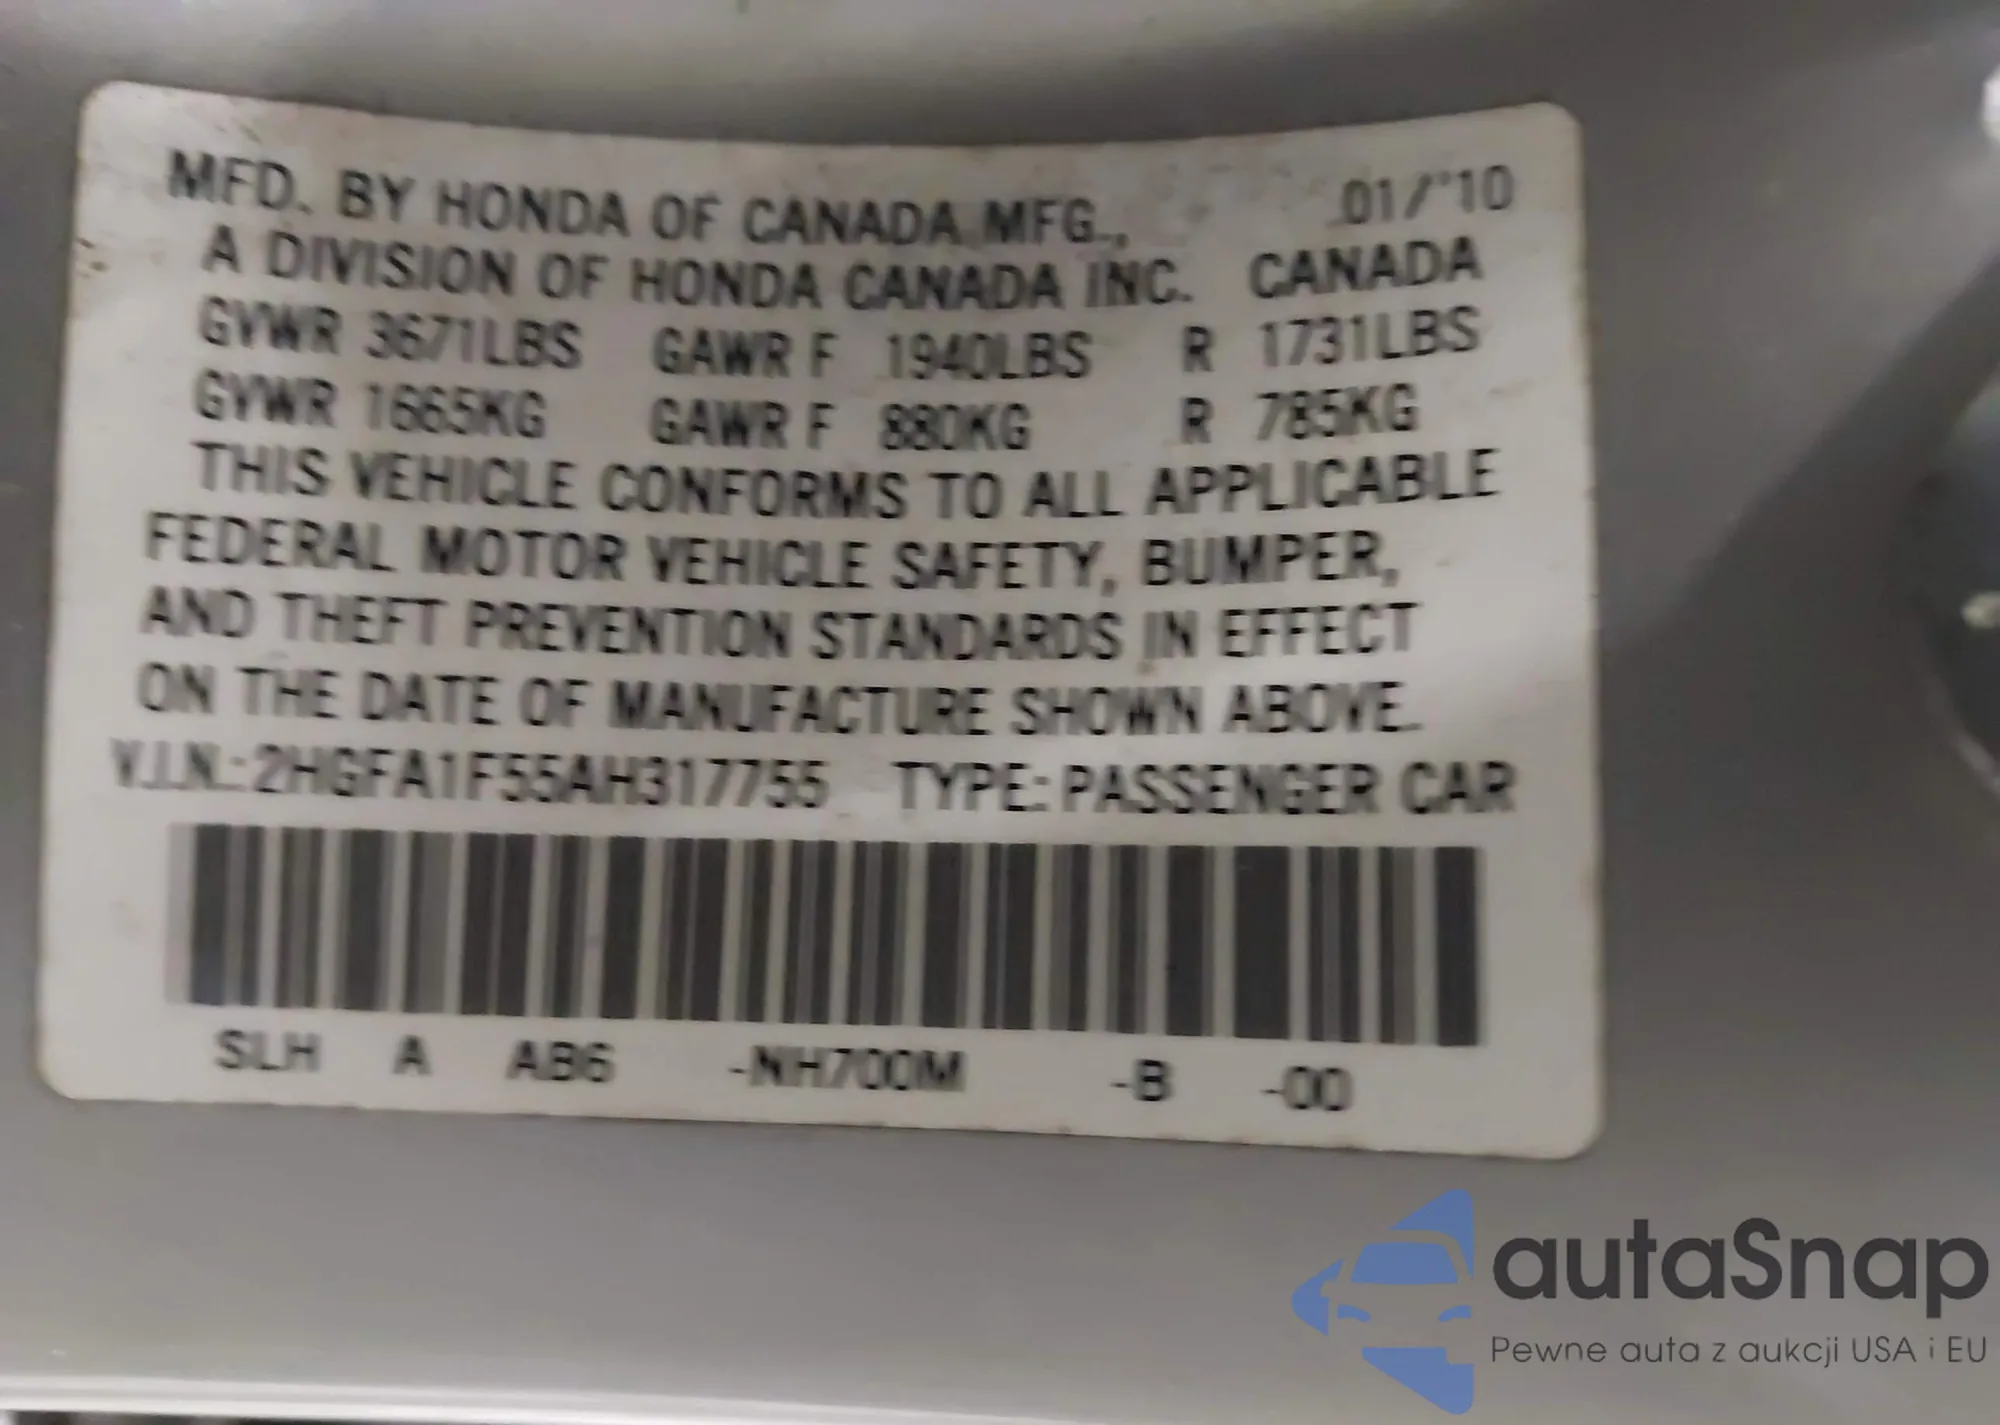 MFD. BY HONDA OF CANADA MFG., 01/'10
A DIVISION OF HONDA CANADA INC. CANADA
GVWR 3671LBS GAWR F 1940LBS R 1731LBS
GVWR 1665KG GAWR F 880KG R 785KG
THIS VEHICLE CONFORMS TO ALL APPLICABLE
FEDERAL MOTOR VEHICLE SAFETY, BUMPER,
AND THEFT PREVENTION STANDARDS IN EFFECT
ON THE DATE OF MANUFACTURE SHOWN ABOVE.
V.I.N.: 2HGFA1F55AH317755 TYPE: PASSENGER CAR
SLH A AB6 -NH700M -B -00
autaSnap
Pewne auta z aukcji USA i EU